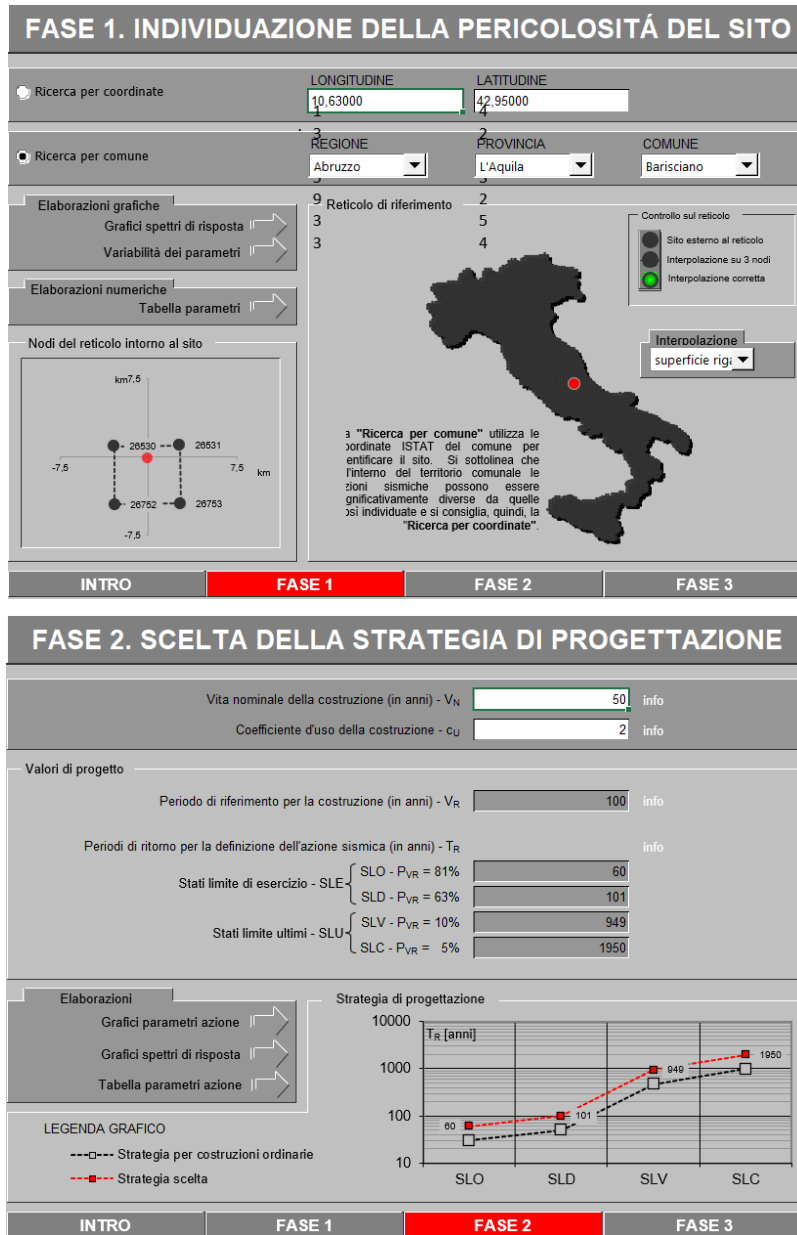 FASE 1. INDIVIDUAZIONE DELLA PERICOLOSITÁ DEL SITO
LONGITUDINE LATITUDINE
Ricerca per coordinate
10,63000 42,95000
1 4
3 2
REGIONE PROVINCIA COMUNE
Ricerca per comune
Abruzzo L'Aquila Barisciano
9 2
3 5
3 4
Elaborazioni grafiche
Grafici spettri di risposta
Variabilità dei parametri
Elaborazioni numeriche
Tabella parametri
Nodi del reticolo intorno al sito
km7,5
26530 26531
-7,5 7,5 km
26752 26753
-7,5
Reticolo di riferimento
Controllo sul reticolo
Sito esterno al reticolo
Interpolazione su 3 nodi
Interpolazione corretta
Interpolazione
superficie riga
a "Ricerca per comune" utilizza le
oordinate ISTAT del comune per
entificare il sito. Si sottolinea che
l'interno del territorio comunale le
zioni sismiche possono essere
gnificativamente diverse da quelle
osì individuate e si consiglia, quindi, la
"Ricerca per coordinate".
INTRO FASE 1 FASE 2 FASE 3
FASE 2. SCELTA DELLA STRATEGIA DI PROGETTAZIONE
Vita nominale della costruzione (in anni) - VN 50 info
Coefficiente d'uso della costruzione - cU 2 info
Valori di progetto
Periodo di riferimento per la costruzione (in anni) - VR 100 info
Periodi di ritorno per la definizione dell'azione sismica (in anni) - TR info
Stati limite di esercizio - SLE
SLO - PVR = 81% 60
SLD - PVR = 63% 101
Stati limite ultimi - SLU
SLV - PVR = 10% 949
SLC - PVR = 5% 1950
Elaborazioni
Grafici parametri azione
Grafici spettri di risposta
Tabella parametri azione
LEGENDA GRAFICO
Strategia per costruzioni ordinarie
Strategia scelta
Strategia di progettazione
10000
TR [anni]
1000
100
10
60
101
949
1950
SLO SLD SLV SLC
INTRO FASE 1 FASE 2 FASE 3